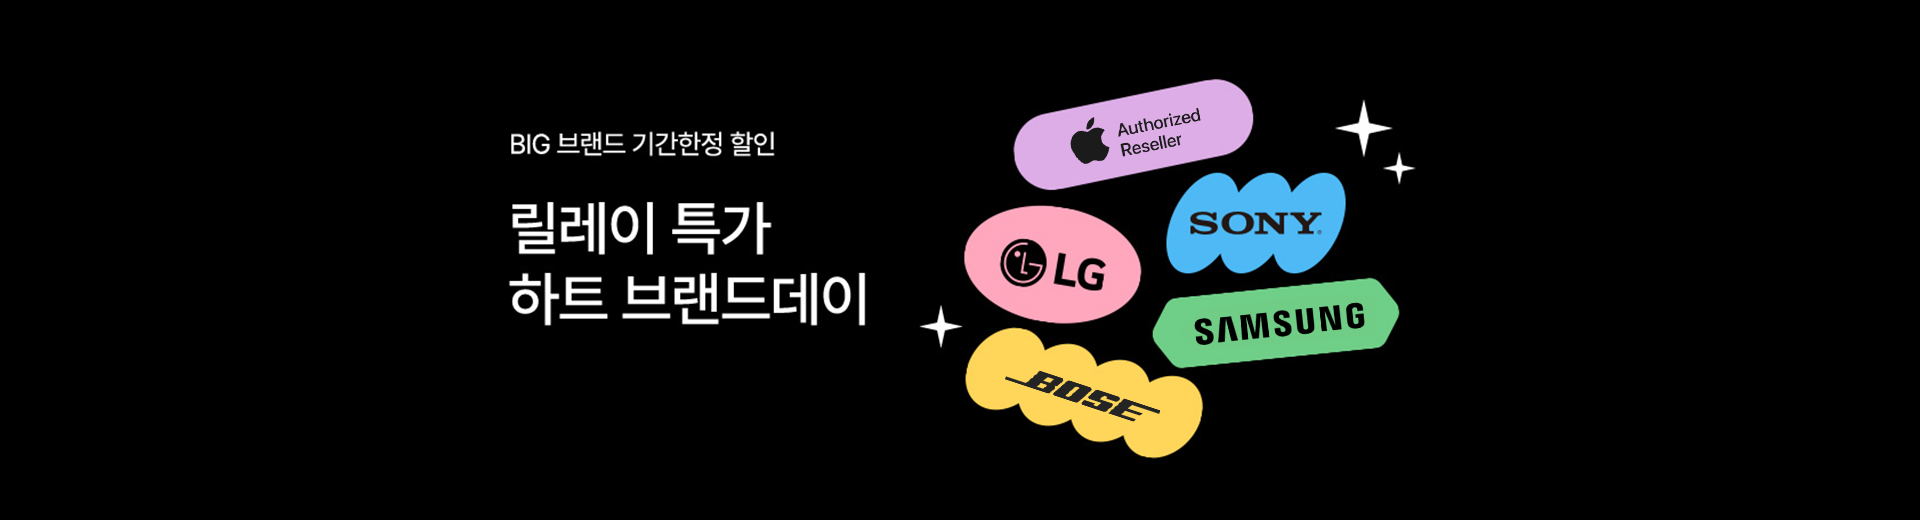 BIG 브랜드 기간한정 할인
릴레이 특가
하트 브랜드데이
Authorized
Reseller
SONY
LG
SAMSUNG
BOSE